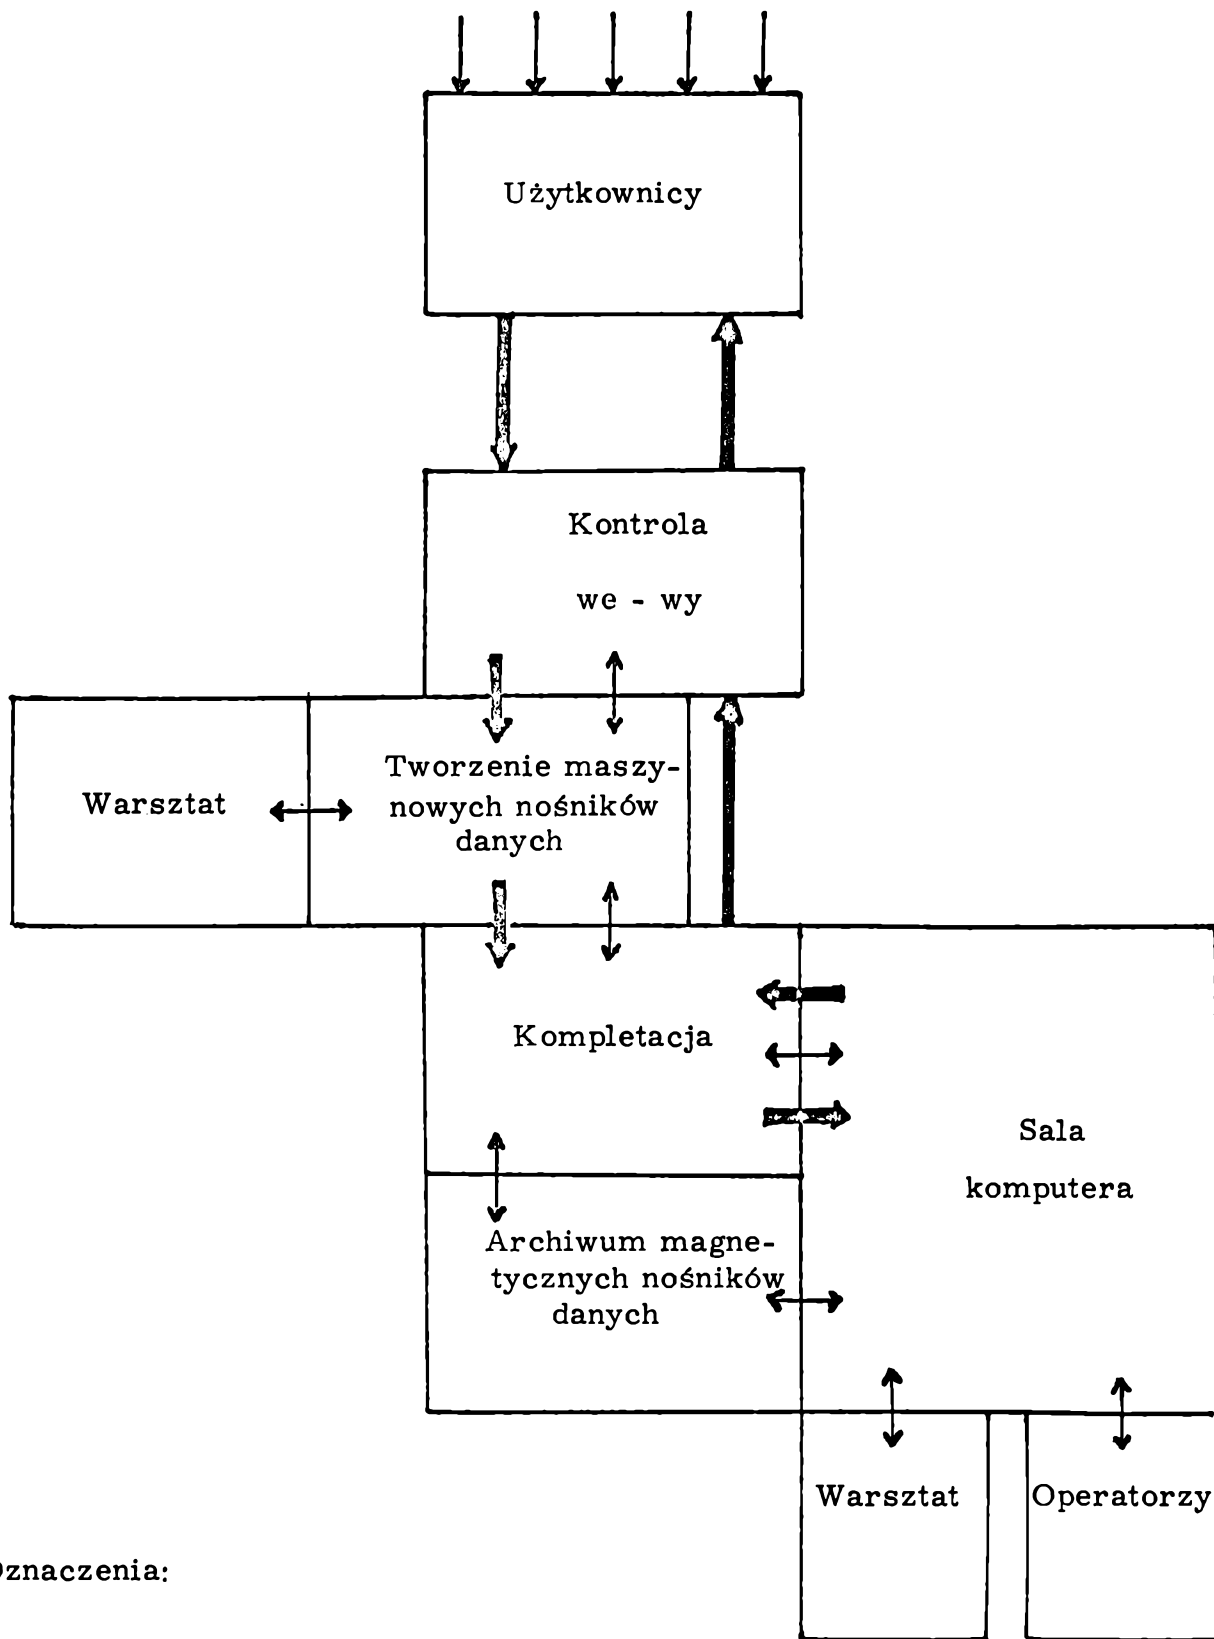 Użytkownicy
Kontrola
we - wy
Warsztat
Tworzenie maszy-
nowych nośników
danych
Kompletacja
Sala
komputera
Archiwum magne-
tycznych nośników
danych
Warsztat
Operatorzy
Oznaczenia: